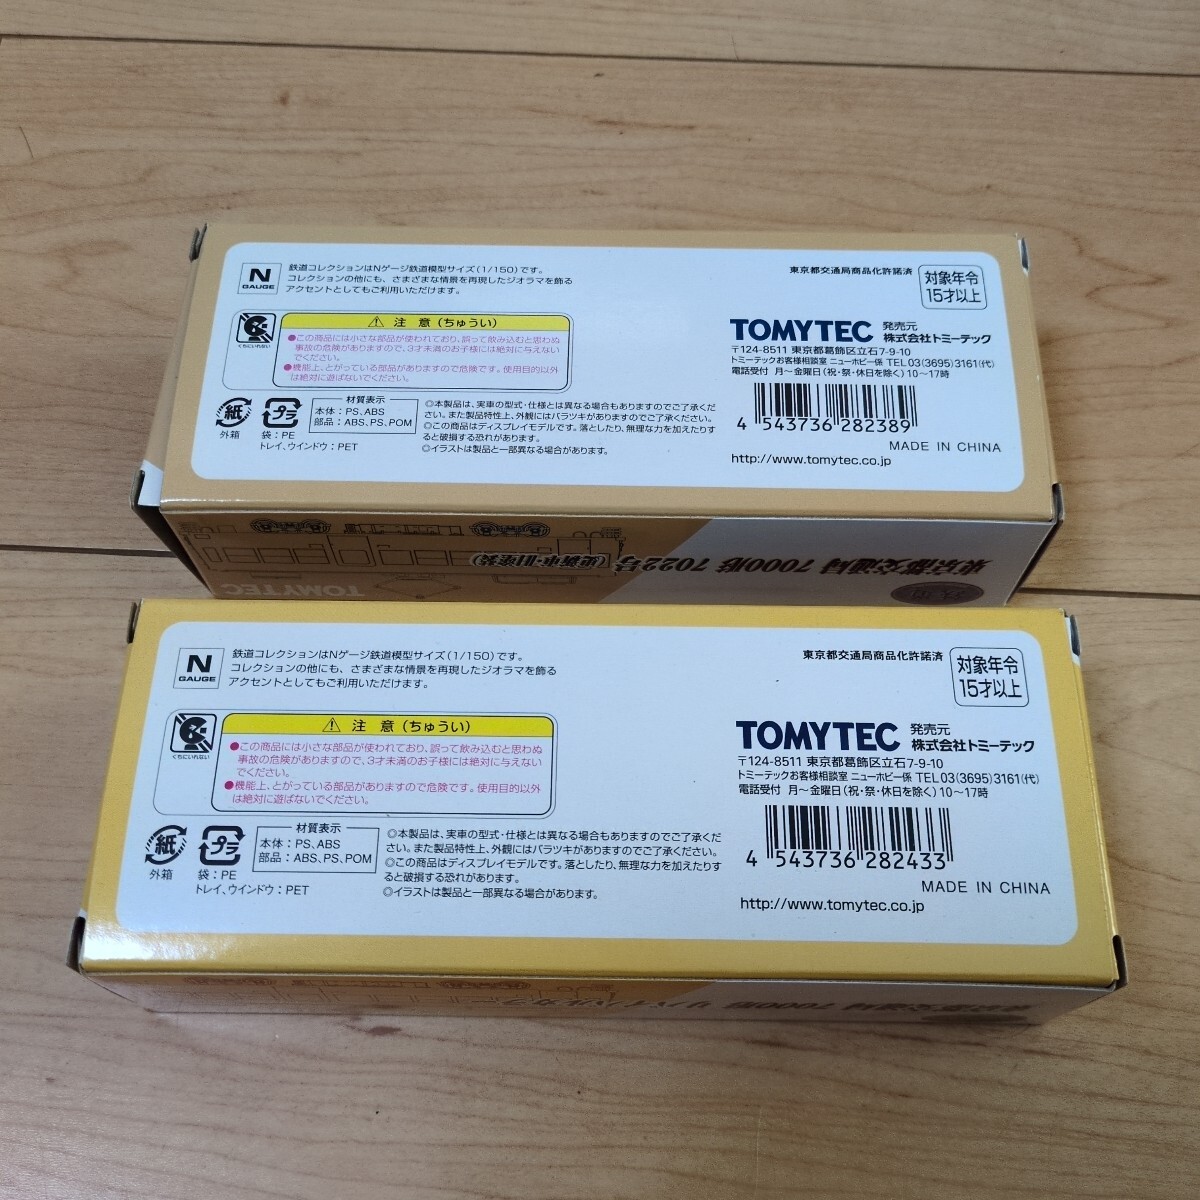 N
GAUGE
鉄道コレクションはNゲージ鉄道模型サイズ(1/150)です。
コレクションの他にも、さまざまな情景を再現したジオラマを飾る
アクセントとしてもご利用いただけます。
くちにいれない
注 意(ちゅうい)
●この商品には小さな部品が使われており、誤って飲み込むと思わぬ
事故の危険がありますので、3才未満のお子様には絶対に与えない
でください。
●機能上、とがっている部品がありますので危険です。使用目的以外
は絶対に遊ばないでください。
紙
外箱
プラ
袋:PE
トレイ、ウインドウ:PET
材質表示
本体:PS、ABS
部品:ABS、PS、POM
◎本製品は、実車の型式・仕様とは異なる場合もありますのでご了承くだ
さい。また製品特性上、外観にはバラツキがありますのでご了承ください。
◎この商品はディスプレイモデルです。落としたり、無理な力を加えたりす
ると破損する恐れがあります。
◎イラストは製品と一部異なる場合があります。
東京都交通局商品化許諾済
対象年令
15才以上
TOMYTEC 発売元
株式会社トミーテック
〒124-8511 東京都葛飾区立石7-9-10
トミーテックお客様相談室 ニューホビー係 TEL 03(3695)3161(代)
電話受付 月〜金曜日(祝・祭・休日を除く)10〜17時
4 543736 282389
MADE IN CHINA
http://www.tomytec.co.jp
東京都交通局 7000形 7022号 (更新車・旧塗装)
TOMYTEC
N
GAUGE
鉄道コレクションはNゲージ鉄道模型サイズ(1/150)です。
コレクションの他にも、さまざまな情景を再現したジオラマを飾る
アクセントとしてもご利用いただけます。
くちにいれない
注 意(ちゅうい)
●この商品には小さな部品が使われており、誤って飲み込むと思わぬ
事故の危険がありますので、3才未満のお子様には絶対に与えない
でください。
●機能上、とがっている部品がありますので危険です。使用目的以外
は絶対に遊ばないでください。
紙
外箱
プラ
袋:PE
トレイ、ウインドウ:PET
材質表示
本体:PS、ABS
部品:ABS、PS、POM
◎本製品は、実車の型式・仕様とは異なる場合もありますのでご了承くだ
さい。また製品特性上、外観にはバラツキがありますのでご了承ください。
◎この商品はディスプレイモデルです。落としたり、無理な力を加えたりす
ると破損する恐れがあります。
◎イラストは製品と一部異なる場合があります。
東京都交通局商品化許諾済
対象年令
15才以上
TOMYTEC 発売元
株式会社トミーテック
〒124-8511 東京都葛飾区立石7-9-10
トミーテックお客様相談室 ニューホビー係 TEL 03(3695)3161(代)
電話受付 月〜金曜日(祝・祭・休日を除く)10〜17時
4 543736 282433
MADE IN CHINA
http://www.tomytec.co.jp
東京都交通局 7000形 リバイバルカラー